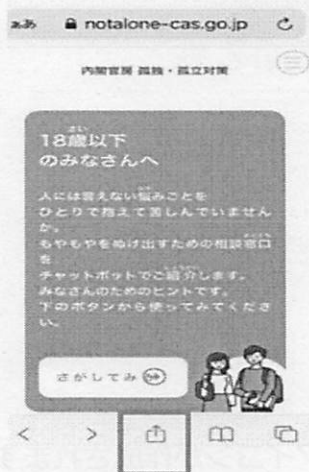 ああ notalone-cas.go.jp
内閣官房 孤独・孤立対策
さい
18歳以下
のみなさんへ
なや
人には言えない悩みごとを
ひとりで抱えて苦しんでいません
か。
もやもやをぬけ出すための相談窓口
を
チャットボットでご紹介します。
みなさんのためのヒントです。
下のボタンから使ってみてくださ
い。
さがしてみ